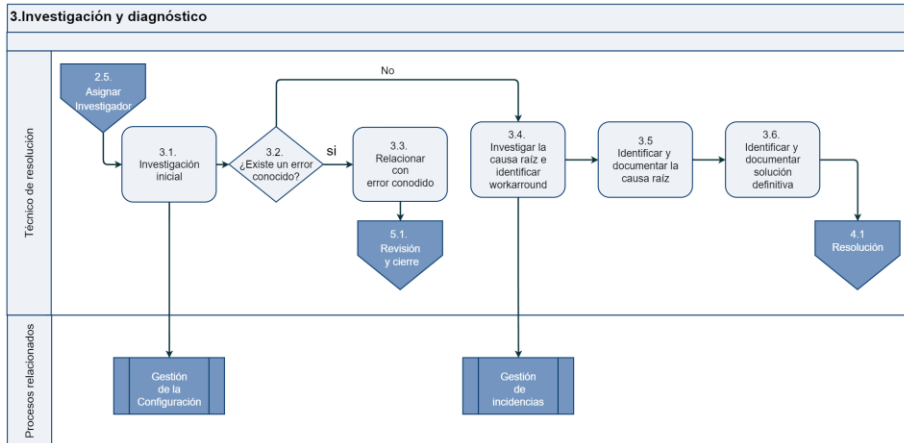 3.Investigación y diagnóstico
Técnico de resolución
2.5.
Asignar
Investigador
No
3.1.
Investigación
inicial
3.2.
¿Existe un error
conocido?
si
3.3.
Relacionar
con
error conodido
3.4.
Investigar la
causa raíz e
identificar
workarround
3.5
Identificar y
documentar la
causa raíz
3.6.
Identificar y
documentar
solución
definitiva
5.1.
Revisión
y cierre
4.1
Resolución
Procesos relacionados
Gestión
de la
Configuración
Gestión
de
incidencias